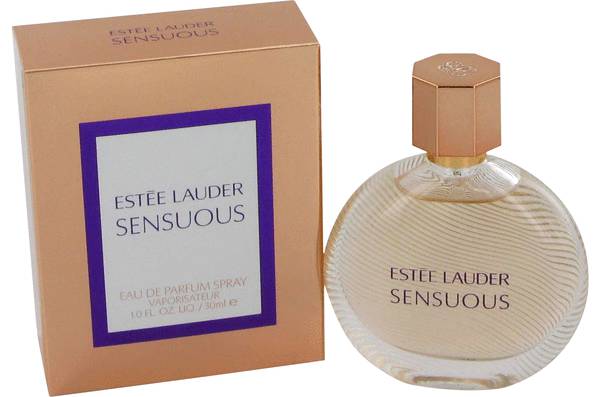 ESTĒE LAUDER
SENSUOUS
ESTĒE LAUDER
SENSUOUS
EAU DE PARFUM SPRAY
VAPORISATEUR
1.0 FL. OZ. LIQ. / 30ml ℮
ESTĒE LAUDER
SENSUOUS